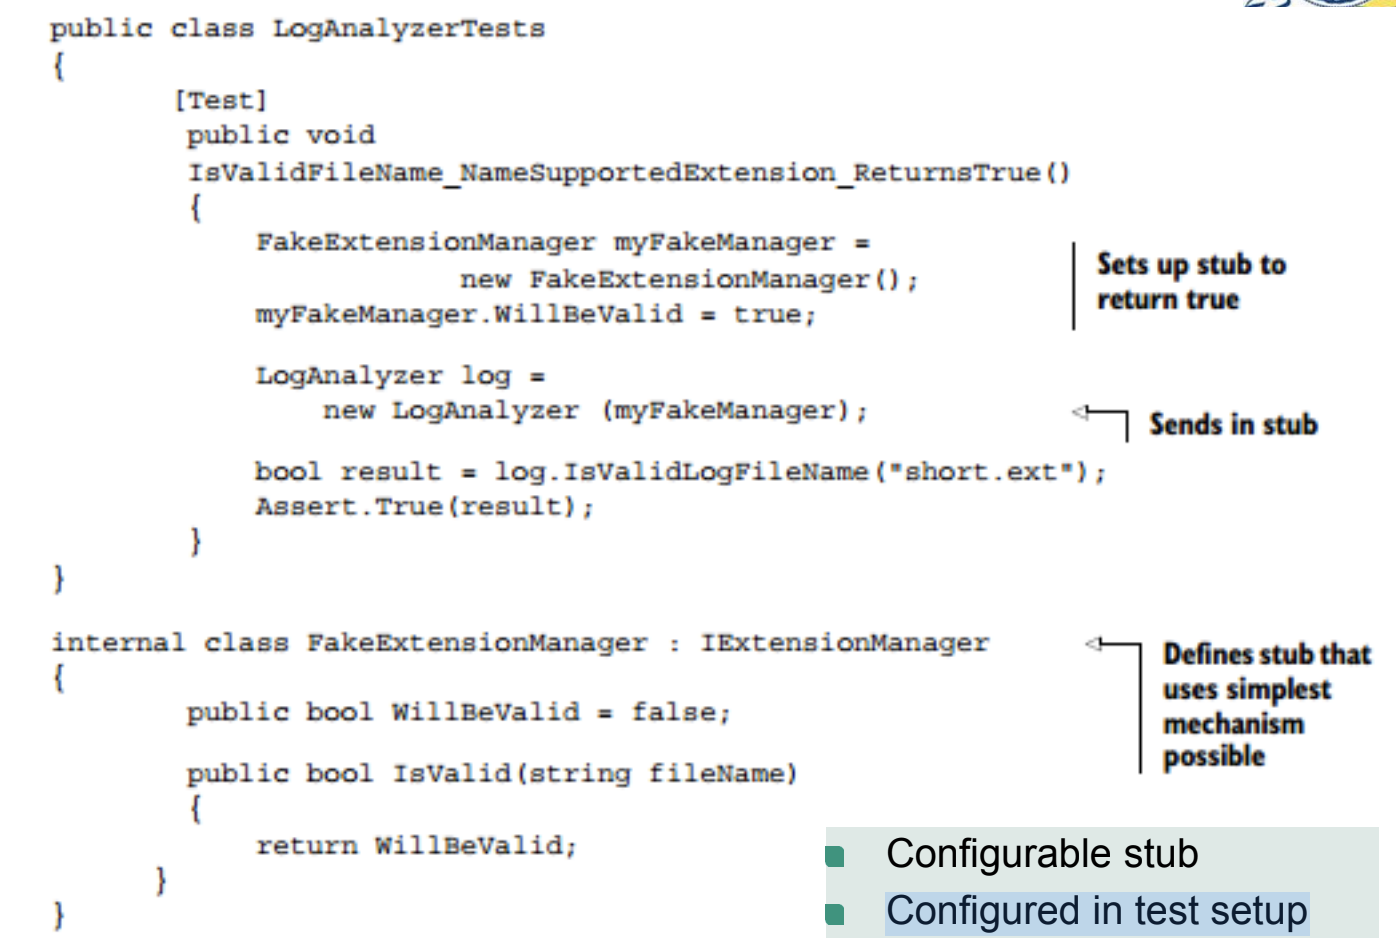 public class LogAnalyzerTests
{
[Test]
public void
IsValidFileName_NameSupportedExtension_ReturnsTrue()
{
FakeExtensionManager myFakeManager =
new FakeExtensionManager();
myFakeManager.WillBeValid = true;
Sets up stub to
return true
LogAnalyzer log =
new LogAnalyzer (myFakeManager);
Sends in stub
bool result = log.IsValidLogFileName("short.ext");
Assert.True(result);
}
}
internal class FakeExtensionManager : IExtensionManager
{
Defines stub that
uses simplest
mechanism
possible
public bool WillBeValid = false;
public bool IsValid(string fileName)
{
return WillBeValid;
}
}
Configurable stub
Configured in test setup